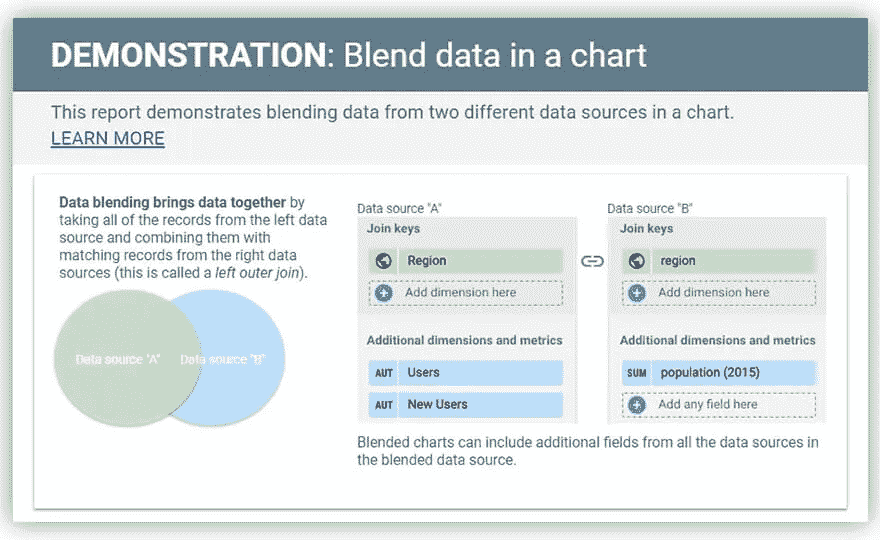 DEMONSTRATION: Blend data in a chart
This report demonstrates blending data from two different data sources in a chart.
LEARN MORE
Data blending brings data together by
taking all of the records from the left data
source and combining them with
matching records from the right data
sources (this is called a left outer join).
Data source "A"
Data source "B"
Data source "A"
Join keys
Region
Add dimension here
Additional dimensions and metrics
AUT Users
AUT New Users
Data source "B"
Join keys
region
Add dimension here
Additional dimensions and metrics
SUM population (2015)
Add any field here
Blended charts can include additional fields from all the data sources in
the blended data source.